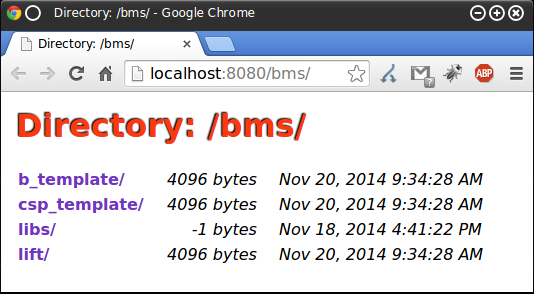 Directory: /bms/ - Google Chrome
Directory: /bms/
localhost:8080/bms/
?
ABP
Directory: /bms/
b_template/ 4096 bytes Nov 20, 2014 9:34:28 AM
csp_template/ 4096 bytes Nov 20, 2014 9:34:28 AM
libs/ -1 bytes Nov 18, 2014 4:41:22 PM
lift/ 4096 bytes Nov 20, 2014 9:34:28 AM